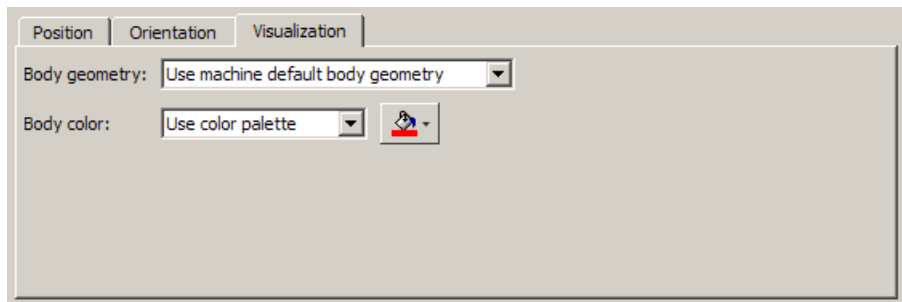 Position Orientation Visualization
Body geometry: Use machine default body geometry
Body color: Use color palette